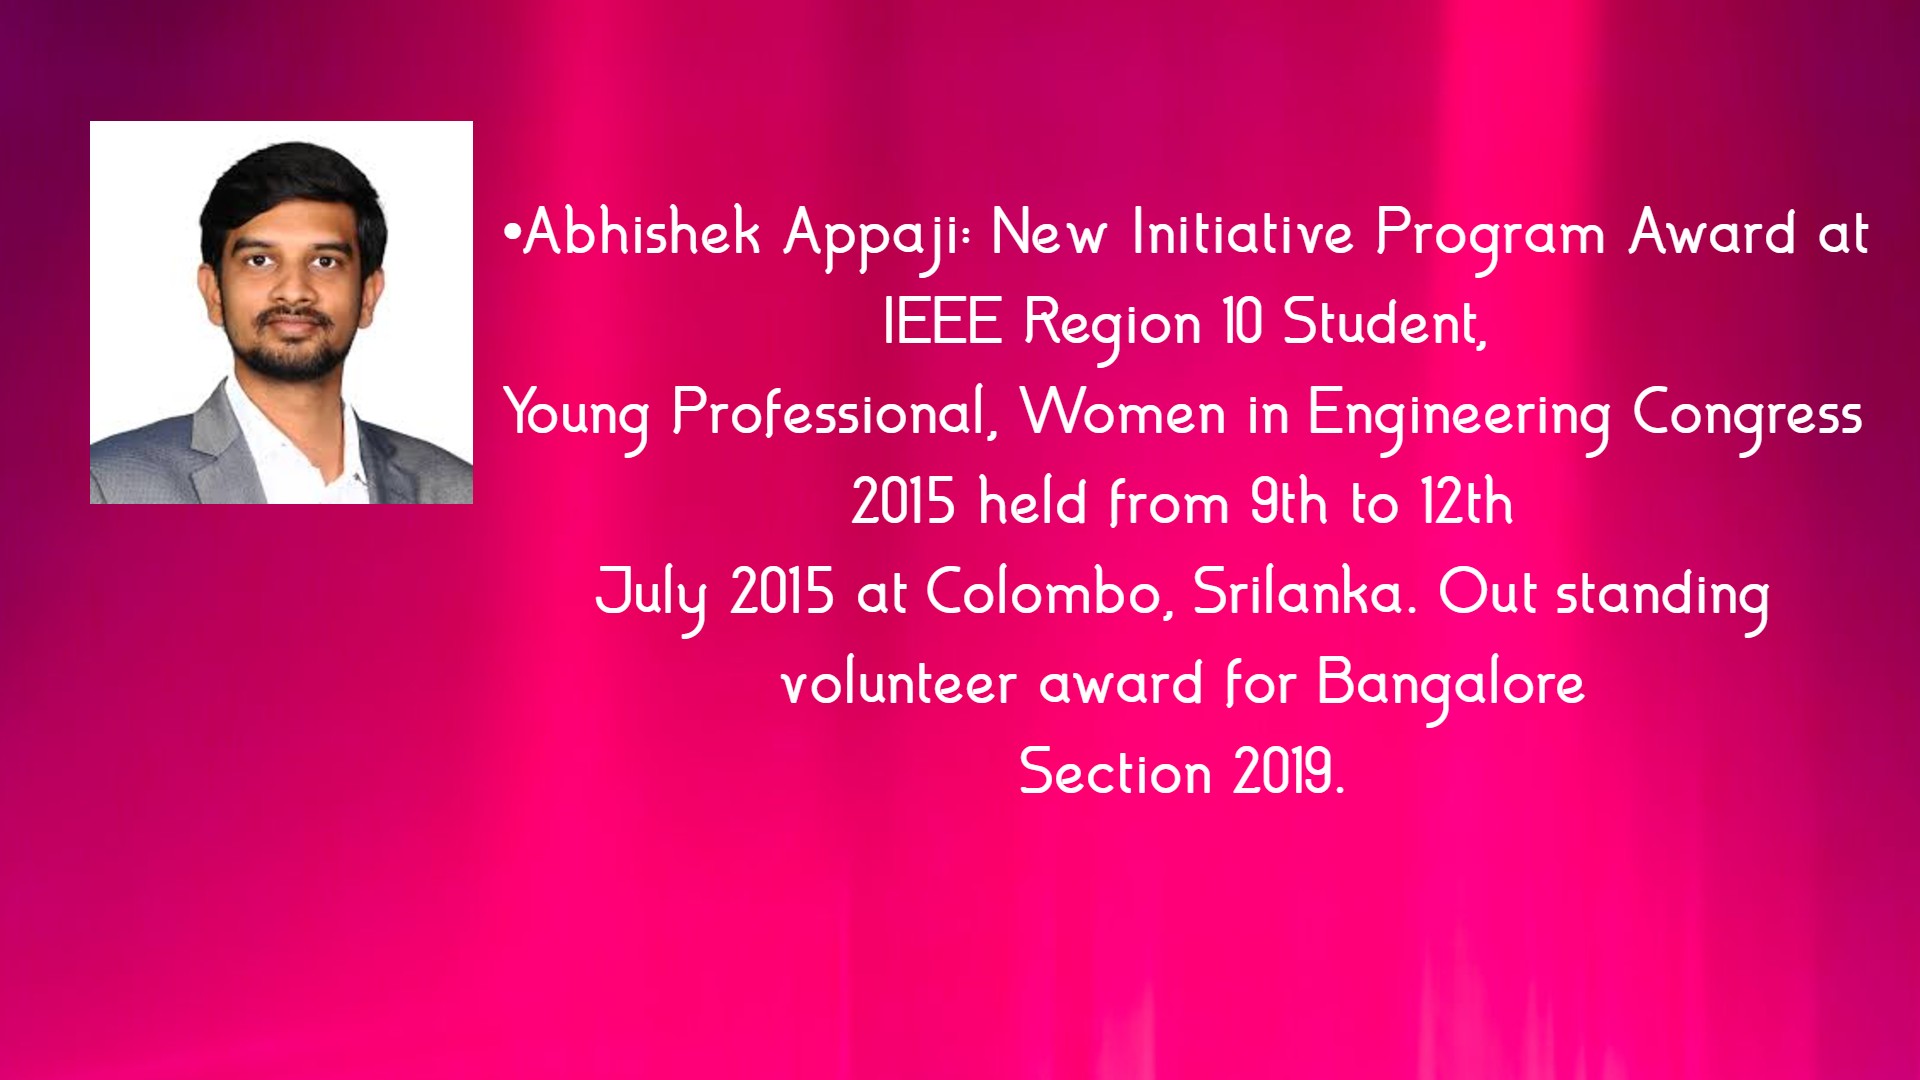 •Abhishek Appaji: New Initiative Program Award at
IEEE Region 10 Student,
Young Professional, Women in Engineering Congress
2015 held from 9th to 12th
July 2015 at Colombo, Srilanka. Out standing
volunteer award for Bangalore
Section 2019.